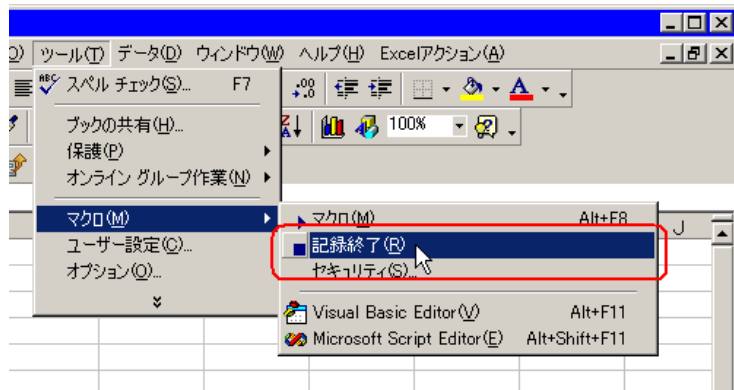 O) ツール(T) データ(D) ウィンドウ(W) ヘルプ(H) Excelアクション(A)
ABC スペル チェック(S)... F7
ブックの共有(H)...
100%
保護(P)
オンライン グループ作業(N)
マクロ(M)
マクロ(M) Alt+F8
J
ユーザー設定(C)...
記録終了(R)
オプション(O)...
セキュリティ(S)...
Visual Basic Editor(V) Alt+F11
Microsoft Script Editor(E) Alt+Shift+F11